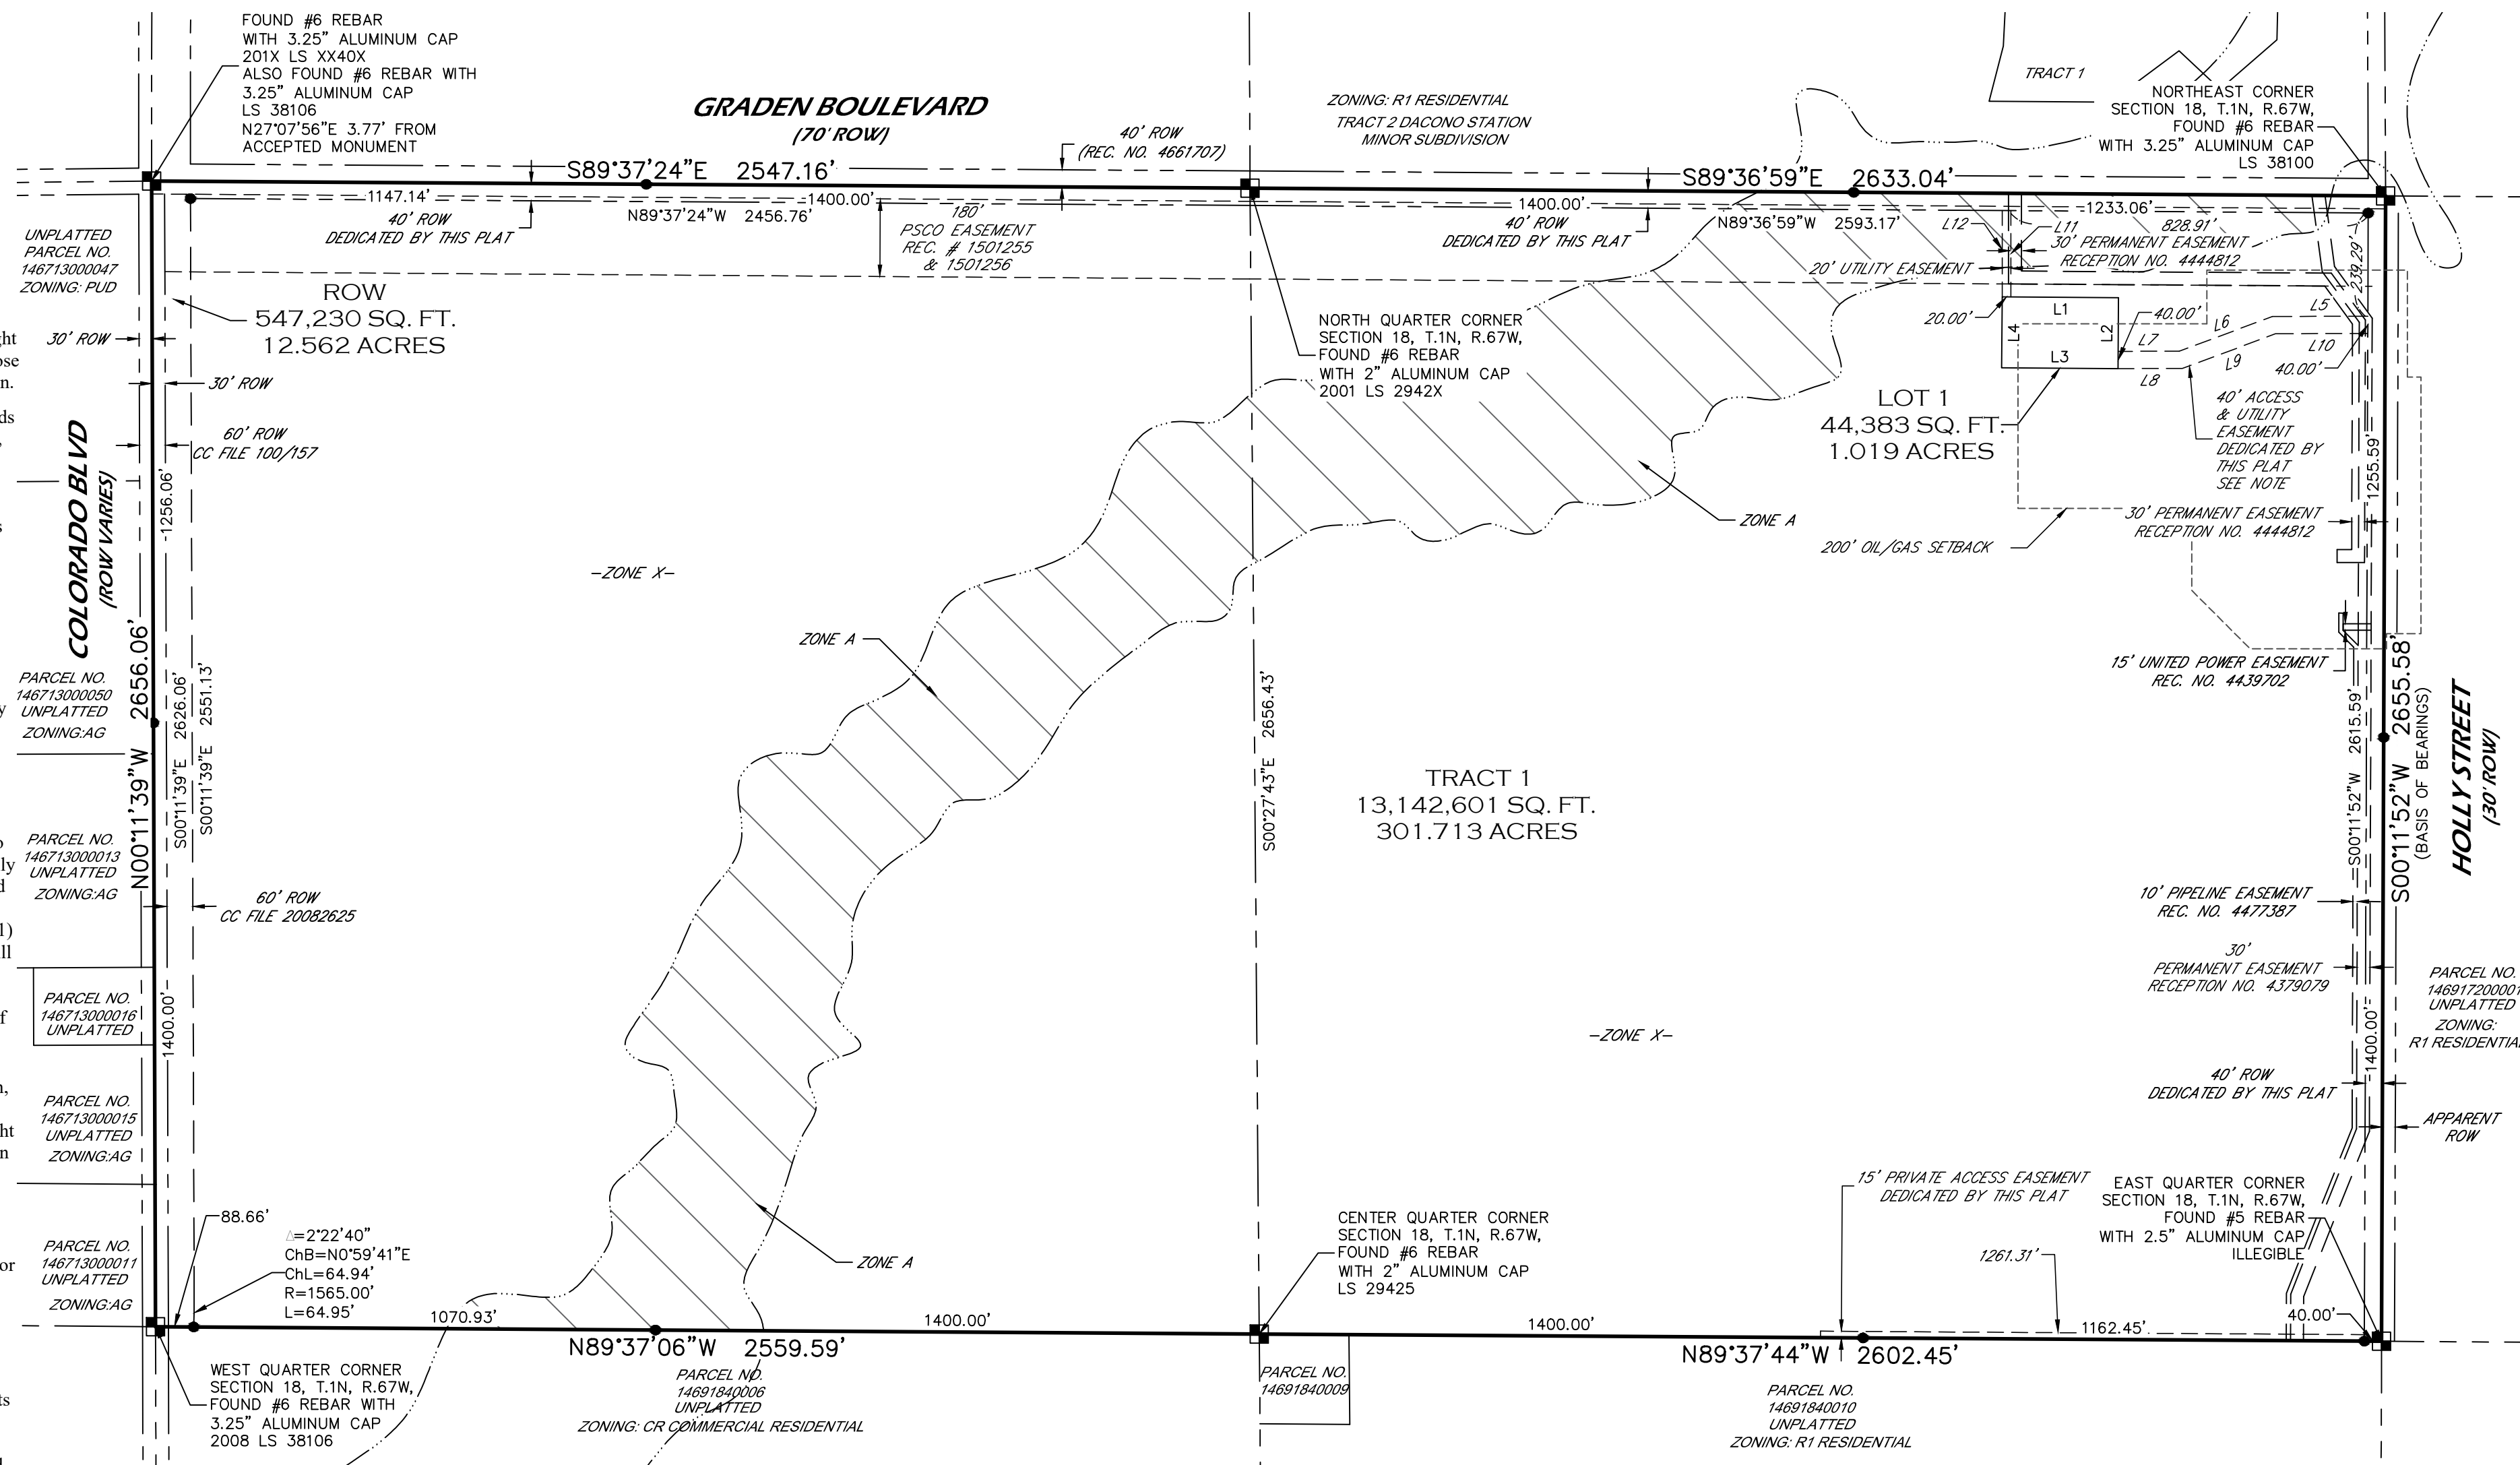 FOUND #6 REBAR
WITH 3.25" ALUMINUM CAP
201X LS XX40X
ALSO FOUND #6 REBAR WITH
3.25" ALUMINUM CAP
LS 38106
N27°07'56"E 3.77' FROM
ACCEPTED MONUMENT
GRADEN BOULEVARD
(70' ROW)
40' ROW
(REC. NO. 4661707)
ZONING: R1 RESIDENTIAL
TRACT 2 DACONO STATION
MINOR SUBDIVISION
TRACT 1
NORTHEAST CORNER
SECTION 18, T.1N, R.67W,
FOUND #6 REBAR
WITH 3.25" ALUMINUM CAP
LS 38100
S89°37'24"E 2547.16'
S89°36'59"E 2633.04'
1147.14'
1400.00'
1400.00'
1233.06'
N89°37'24"W 2456.76'
N89°36'59"W 2593.17'
40' ROW
DEDICATED BY THIS PLAT
180'
PSCO EASEMENT
REC. # 1501255
& 1501256
40' ROW
DEDICATED BY THIS PLAT
L12
L11
828.91'
30' PERMANENT EASEMENT
RECEPTION NO. 4444812
20' UTILITY EASEMENT
239.29'
UNPLATTED
PARCEL NO.
146713000047
ZONING: PUD
ROW
547,230 SQ. FT.
12.562 ACRES
30' ROW
30' ROW
60' ROW
CC FILE 100/157
NORTH QUARTER CORNER
SECTION 18, T.1N, R.67W,
FOUND #6 REBAR
WITH 2" ALUMINUM CAP
2001 LS 2942X
20.00'
L1
L2
L3
L4
40.00'
L5
L6
L7
L8
L9
L10
40.00'
LOT 1
44,383 SQ. FT.
1.019 ACRES
40' ACCESS
& UTILITY
EASEMENT
DEDICATED BY
THIS PLAT
SEE NOTE
1255.59'
COLORADO BLVD
(ROW VARIES)
1256.06'
-ZONE X-
ZONE A
ZONE A
30' PERMANENT EASEMENT
RECEPTION NO. 4444812
200' OIL/GAS SETBACK
15' UNITED POWER EASEMENT
REC. NO. 4439702
N00°11'39"W 2656.06'
S00°11'39"E 2626.06'
S00°11'39"E 2551.13'
S00°27'43"E 2656.43'
S00°11'52"W 2615.59'
S00°11'52"W 2655.58'
(BASIS OF BEARINGS)
HOLLY STREET
(30' ROW)
PARCEL NO.
146713000050
UNPLATTED
ZONING:AG
TRACT 1
13,142,601 SQ. FT.
301.713 ACRES
PARCEL NO.
146713000013
UNPLATTED
ZONING:AG
60' ROW
CC FILE 20082625
10' PIPELINE EASEMENT
REC. NO. 4477387
30'
PERMANENT EASEMENT
RECEPTION NO. 4379079
PARCEL NO.
14691720000
UNPLATTED
ZONING:
R1 RESIDENTIAL
PARCEL NO.
146713000016
UNPLATTED
1400.00'
-ZONE X-
1400.00'
40' ROW
DEDICATED BY THIS PLAT
APPARENT
ROW
PARCEL NO.
146713000015
UNPLATTED
ZONING:AG
15' PRIVATE ACCESS EASEMENT
DEDICATED BY THIS PLAT
EAST QUARTER CORNER
SECTION 18, T.1N, R.67W,
FOUND #5 REBAR
WITH 2.5" ALUMINUM CAP
ILLEGIBLE
88.66'
Δ=2°22'40"
ChB=N0°59'41"E
ChL=64.94'
R=1565.00'
L=64.95'
PARCEL NO.
146713000011
UNPLATTED
ZONING:AG
ZONE A
CENTER QUARTER CORNER
SECTION 18, T.1N, R.67W,
FOUND #6 REBAR
WITH 2" ALUMINUM CAP
LS 29425
1261.31'
1070.93'
1400.00'
1400.00'
1162.45'
40.00'
N89°37'06"W 2559.59'
N89°37'44"W 2602.45'
WEST QUARTER CORNER
SECTION 18, T.1N, R.67W,
FOUND #6 REBAR WITH
3.25" ALUMINUM CAP
2008 LS 38106
PARCEL NO.
14691840006
UNPLATTED
ZONING: CR COMMERCIAL RESIDENTIAL
PARCEL NO.
14691840009
PARCEL NO.
14691840010
UNPLATTED
ZONING: R1 RESIDENTIAL